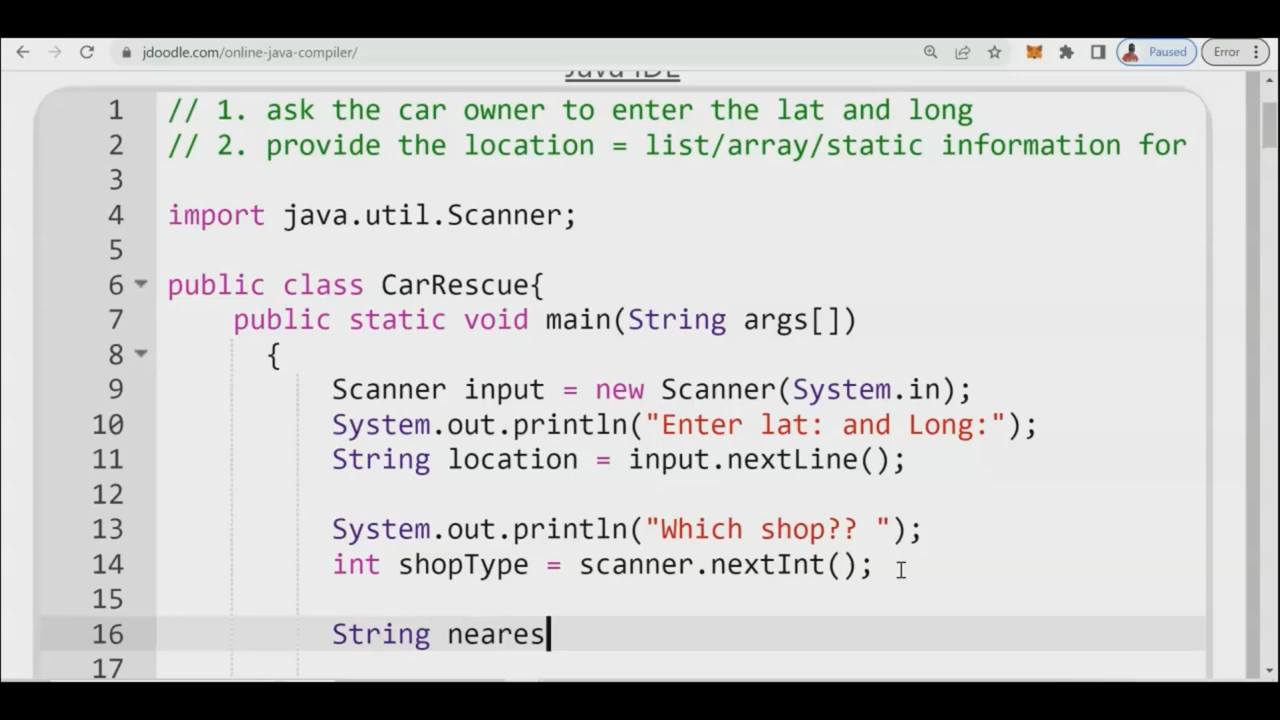 jdoodle.com/online-java-compiler/
Paused
Error
Java IDE
1 // 1. ask the car owner to enter the lat and long
2 // 2. provide the location = list/array/static information for
3
4 import java.util.Scanner;
5
6 public class CarRescue{
7 public static void main(String args[])
8 {
9 Scanner input = new Scanner(System.in);
10 System.out.println("Enter lat: and Long:");
11 String location = input.nextLine();
12
13 System.out.println("Which shop?? ");
14 int shopType = scanner.nextInt();
15
16 String neares
17